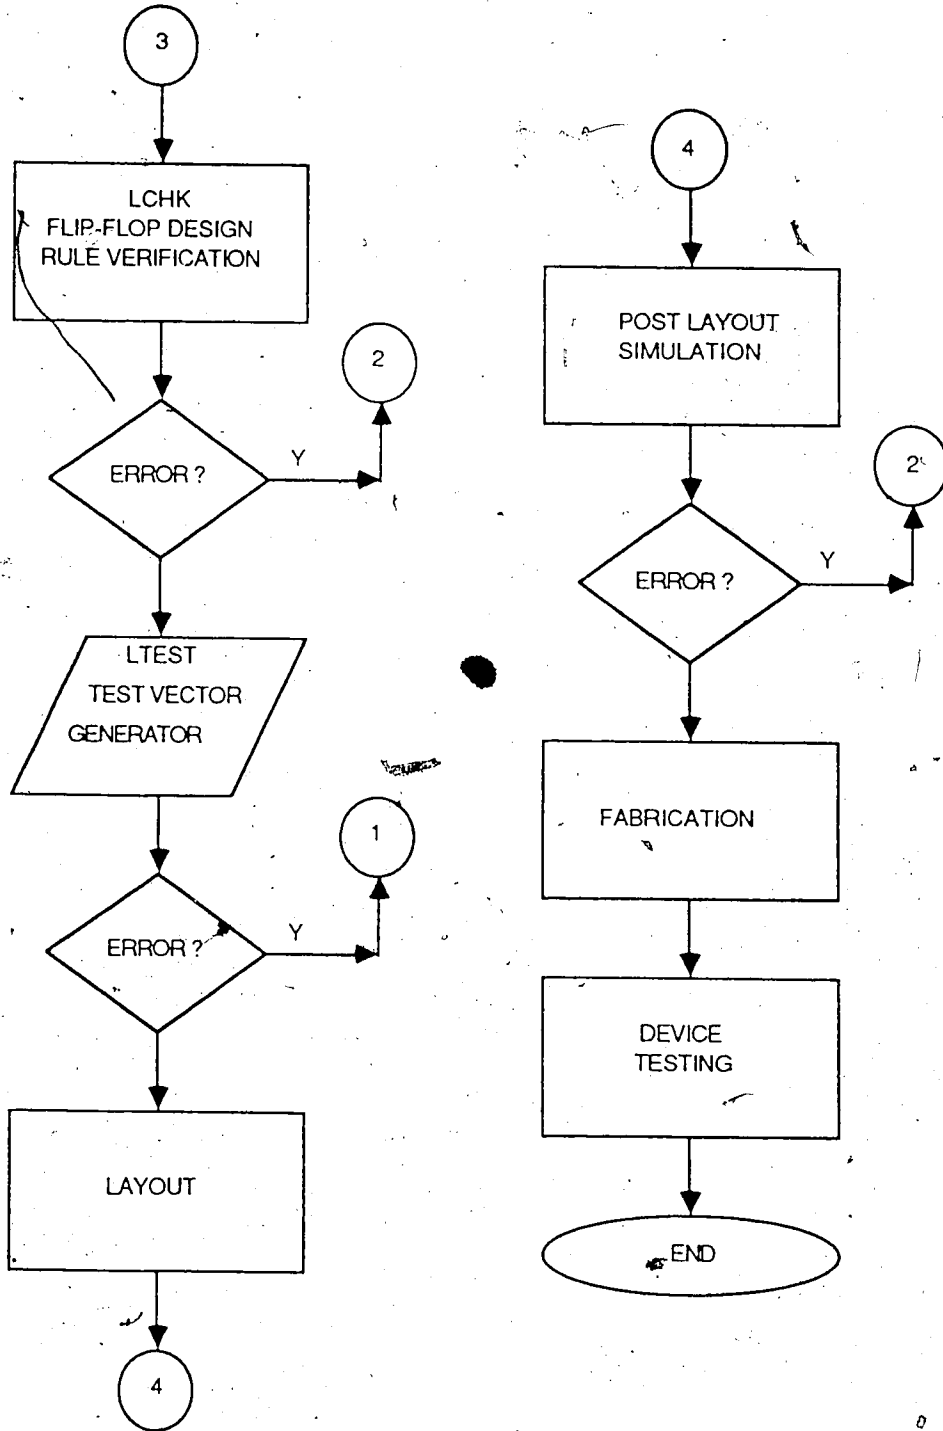 3
LCHK
FLIP-FLOP DESIGN
RULE VERIFICATION
2
ERROR ?
Y
LTEST
TEST VECTOR
GENERATOR
1
ERROR ?
Y
LAYOUT
4
4
POST LAYOUT
SIMULATION
2
ERROR ?
Y
FABRICATION
DEVICE
TESTING
END